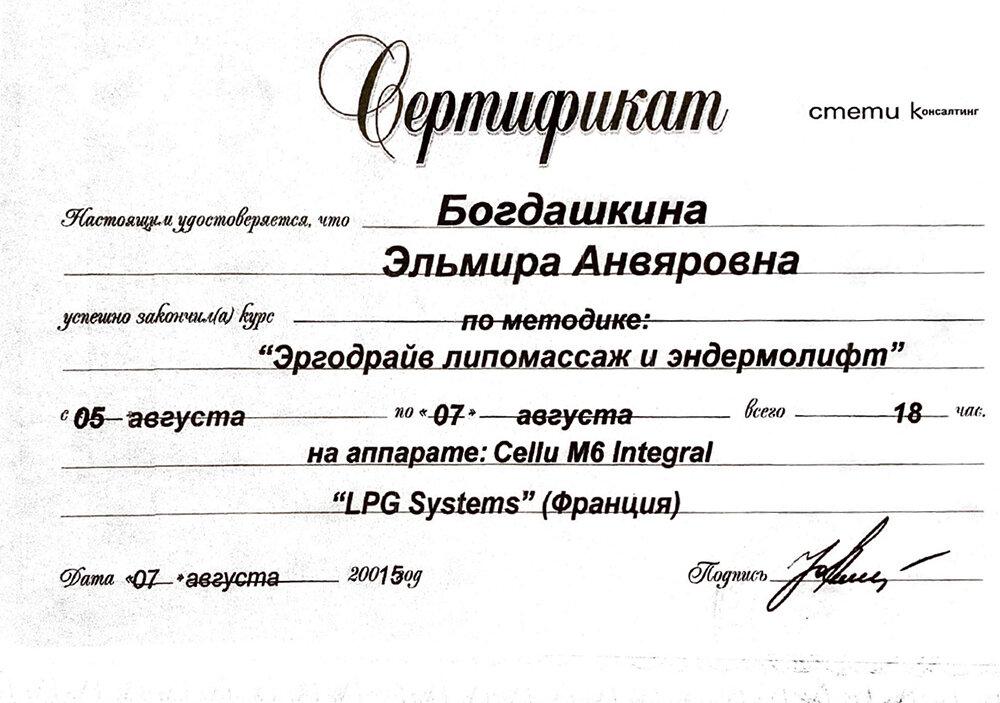 Сертификат
стети Консалтинг
Настоящим удостоверяется, что Богдашкина
Эльмира Анвяровна
успешно закончил(а) курс по методике:
“Эргодрайв липомассаж и эндермолифт”
с 05 августа по «07» августа всего 18 час.
на аппарате: Cellu M6 Integral
“LPG Systems” (Франция)
Дата «07» августа 20015 год Подпись